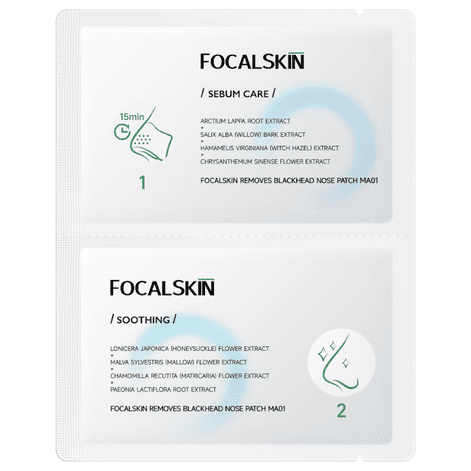 FOCALSKIN
/ SEBUM CARE /
15min
ARCTIUM LAPPA ROOT EXTRACT
+
SALIX ALBA (WILLOW) BARK EXTRACT
+
HAMAMELIS VIRGINIANA (WITCH HAZEL) EXTRACT
+
CHRYSANTHEMUM SINENSE FLOWER EXTRACT
1
FOCALSKIN REMOVES BLACKHEAD NOSE PATCH MA01
FOCALSKIN
/ SOOTHING /
LONICERA JAPONICA (HONEYSUCKLE) FLOWER EXTRACT
+
MALVA SYLVESTRIS (MALLOW) FLOWER EXTRACT
+
CHAMOMILLA RECUTITA (MATRICARIA) FLOWER EXTRACT
+
PAEONIA LACTIFLORA ROOT EXTRACT
FOCALSKIN REMOVES BLACKHEAD NOSE PATCH MA01
2